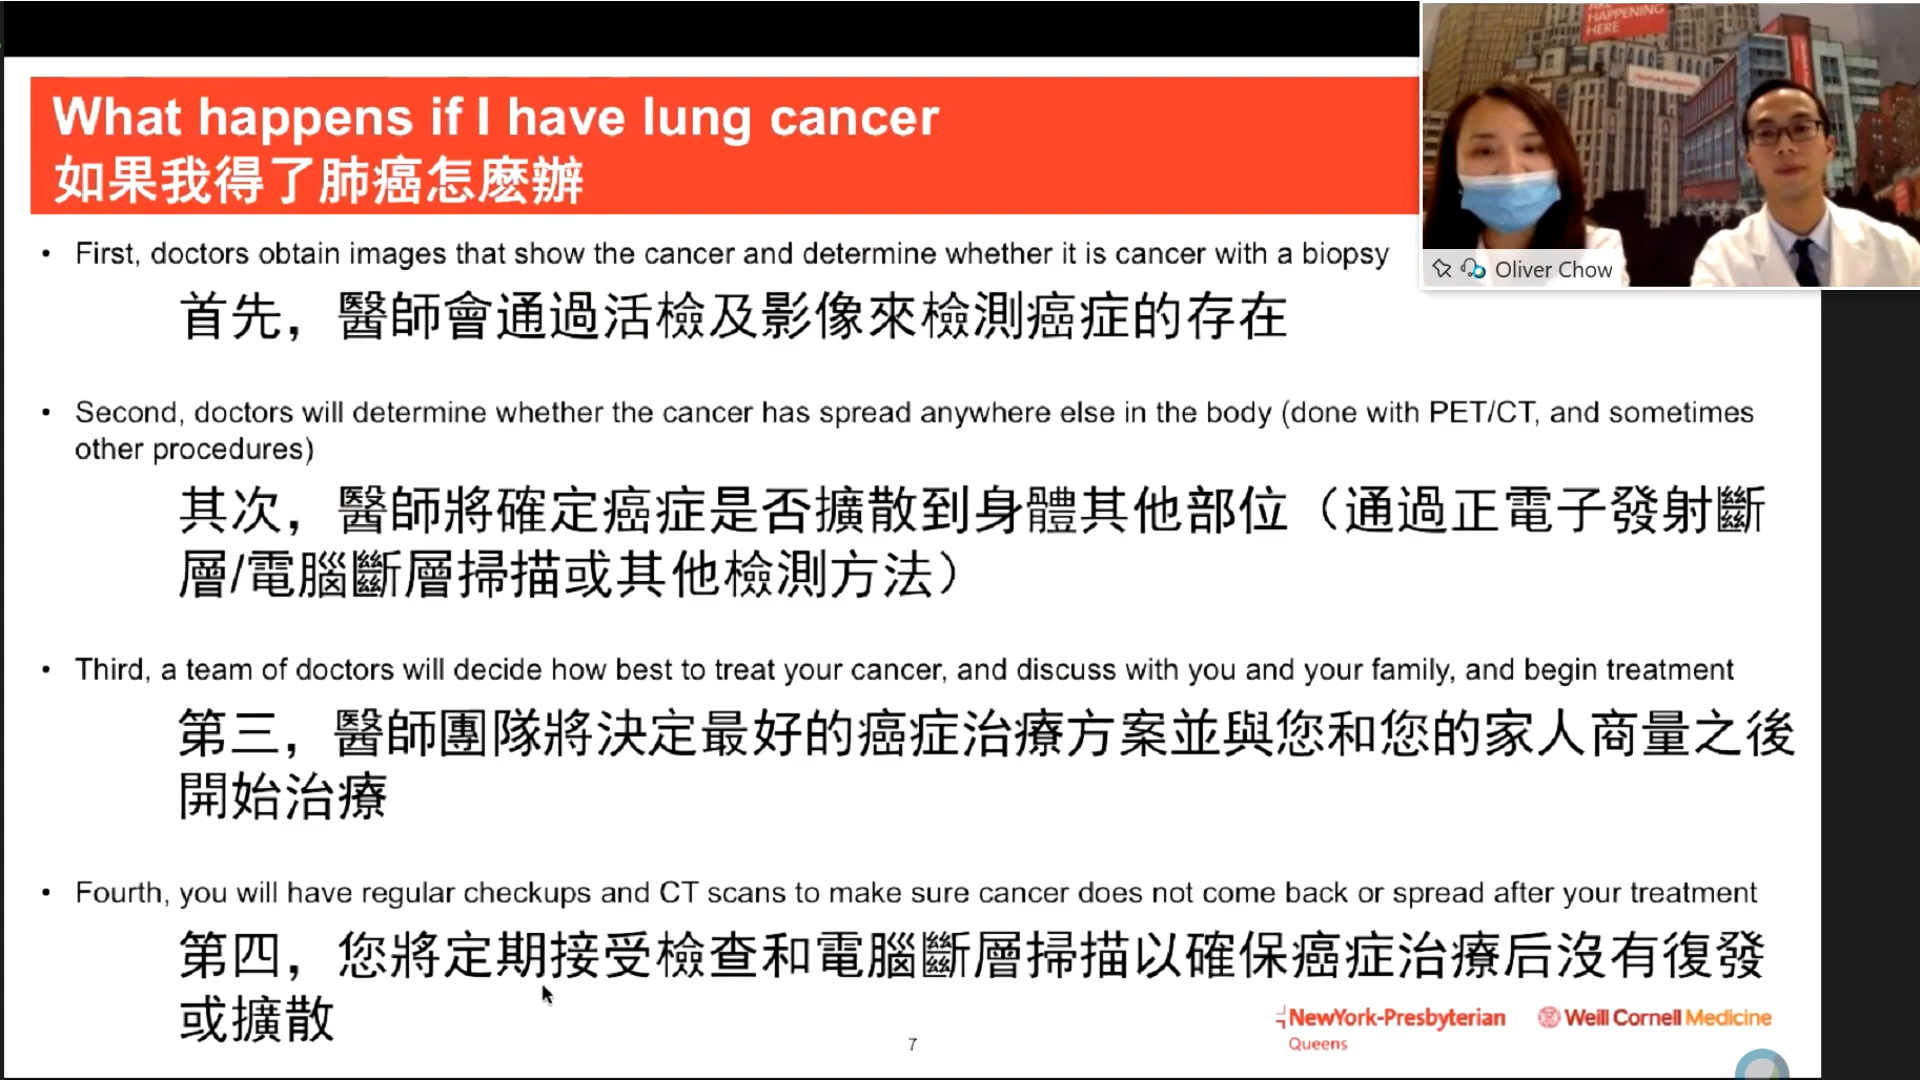 What happens if I have lung cancer
如果我得了肺癌怎麽辦
• First, doctors obtain images that show the cancer and determine whether it is cancer with a biopsy
首先，醫師會通過活檢及影像來檢測癌症的存在
• Second, doctors will determine whether the cancer has spread anywhere else in the body (done with PET/CT, and sometimes
other procedures)
其次，醫師將確定癌症是否擴散到身體其他部位（通過正電子發射斷
層/電腦斷層掃描或其他檢測方法）
• Third, a team of doctors will decide how best to treat your cancer, and discuss with you and your family, and begin treatment
第三，醫師團隊將決定最好的癌症治療方案並與您和您的家人商量之後
開始治療
• Fourth, you will have regular checkups and CT scans to make sure cancer does not come back or spread after your treatment
第四，您將定期接受檢查和電腦斷層掃描以確保癌症治療后沒有復發
或擴散
7
NewYork-Presbyterian
Queens
Weill Cornell Medicine
HAPPENING
HERE
Oliver Chow